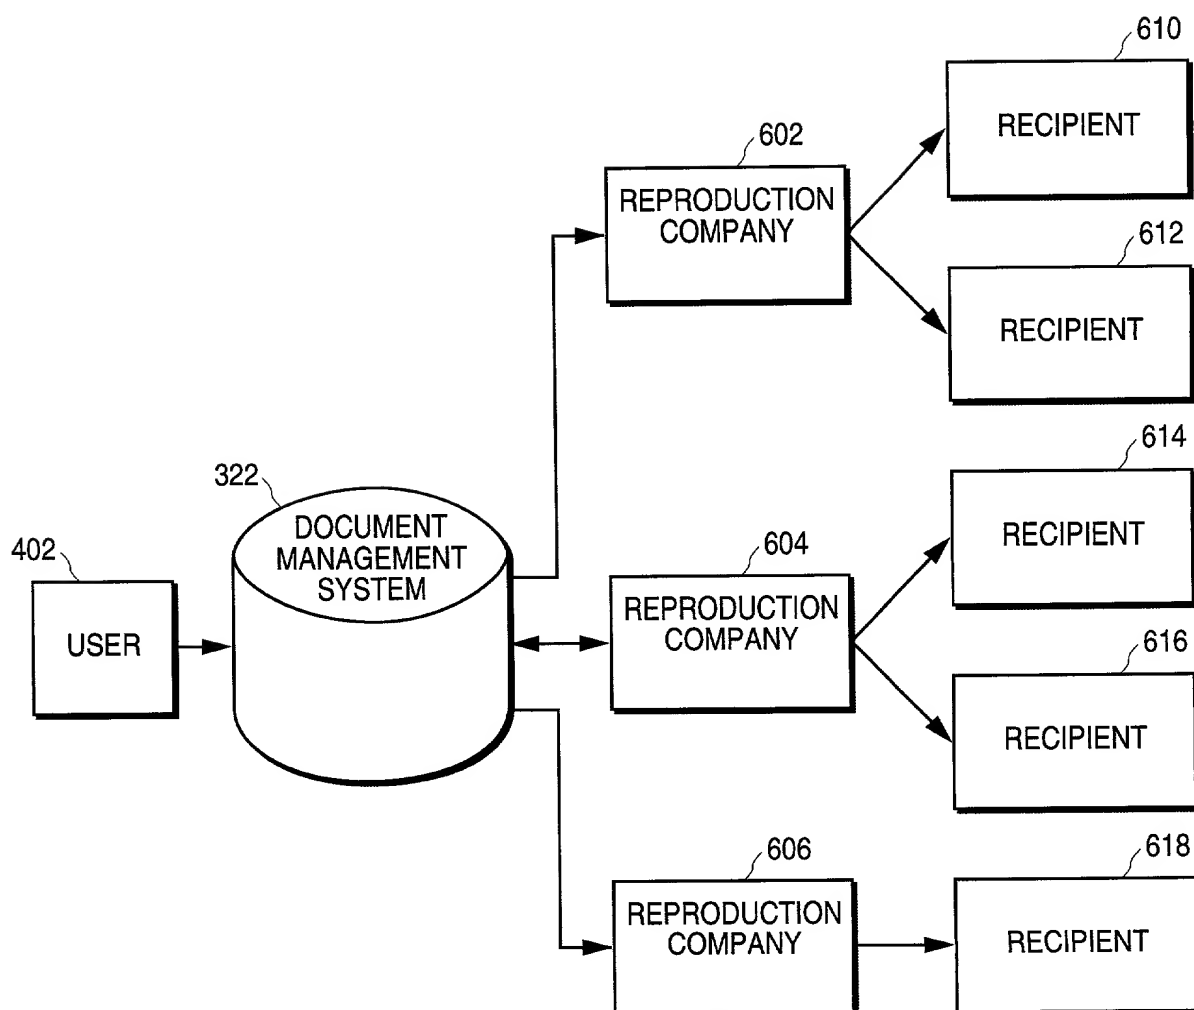 610
RECIPIENT
602
REPRODUCTION
COMPANY
612
RECIPIENT
614
RECIPIENT
322
DOCUMENT
MANAGEMENT
SYSTEM
402
USER
604
REPRODUCTION
COMPANY
616
RECIPIENT
606
REPRODUCTION
COMPANY
618
RECIPIENT